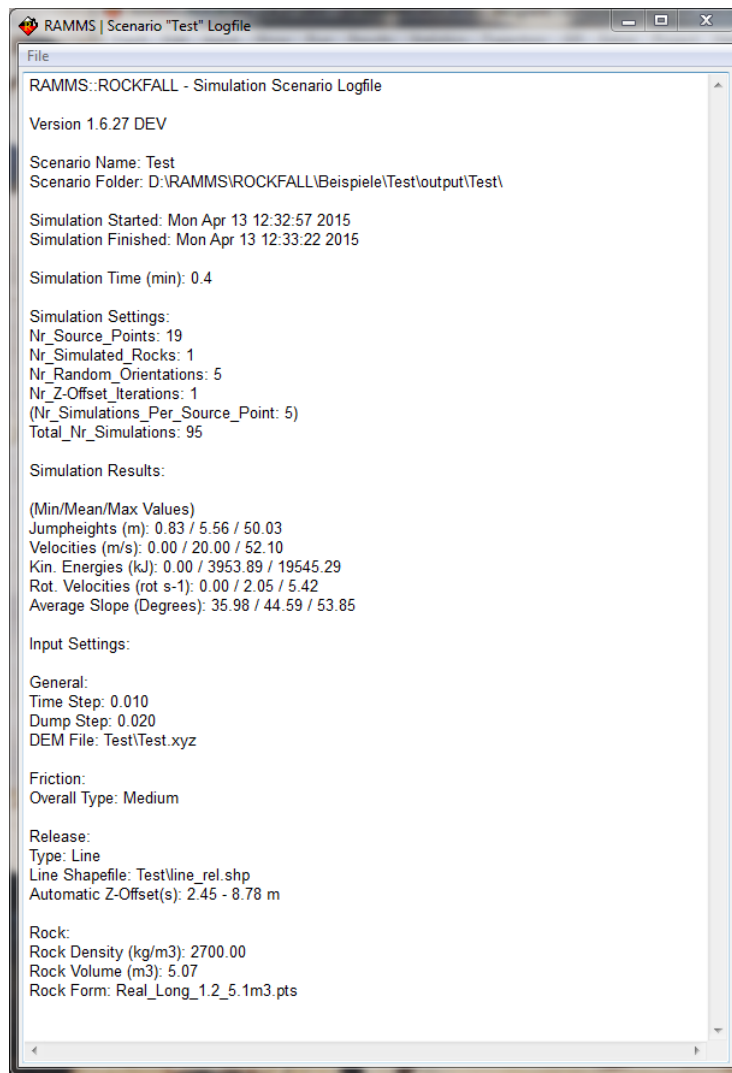 RAMMS | Scenario "Test" Logfile
File
RAMMS::ROCKFALL - Simulation Scenario Logfile
Version 1.6.27 DEV
Scenario Name: Test
Scenario Folder: D:\RAMMS\ROCKFALL\Beispiele\Test\output\Test\
Simulation Started: Mon Apr 13 12:32:57 2015
Simulation Finished: Mon Apr 13 12:33:22 2015
Simulation Time (min): 0.4
Simulation Settings:
Nr_Source_Points: 19
Nr_Simulated_Rocks: 1
Nr_Random_Orientations: 5
Nr_Z-Offset_Iterations: 1
(Nr_Simulations_Per_Source_Point: 5)
Total_Nr_Simulations: 95
Simulation Results:
(Min/Mean/Max Values)
Jumpheights (m): 0.83 / 5.56 / 50.03
Velocities (m/s): 0.00 / 20.00 / 52.10
Kin. Energies (kJ): 0.00 / 3953.89 / 19545.29
Rot. Velocities (rot s-1): 0.00 / 2.05 / 5.42
Average Slope (Degrees): 35.98 / 44.59 / 53.85
Input Settings:
General:
Time Step: 0.010
Dump Step: 0.020
DEM File: Test\Test.xyz
Friction:
Overall Type: Medium
Release:
Type: Line
Line Shapefile: Test\line_rel.shp
Automatic Z-Offset(s): 2.45 - 8.78 m
Rock:
Rock Density (kg/m3): 2700.00
Rock Volume (m3): 5.07
Rock Form: Real_Long_1.2_5.1m3.pts